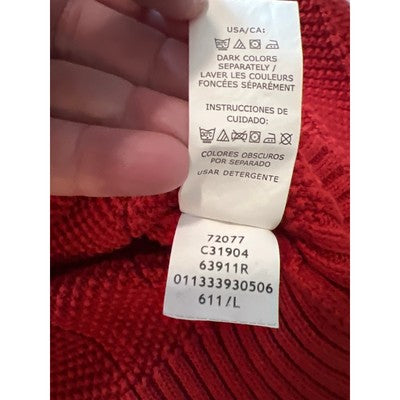 USA/CA:
DARK COLORS
SEPARATELY /
LAVER LES COULEURS
FONCÉES SÉPARÉMENT
INSTRUCCIONES DE
CUIDADO:
COLORES OBSCUROS
POR SEPARADO
USAR DETERGENTE
72077
C31904
63911R
011333930506
611/L